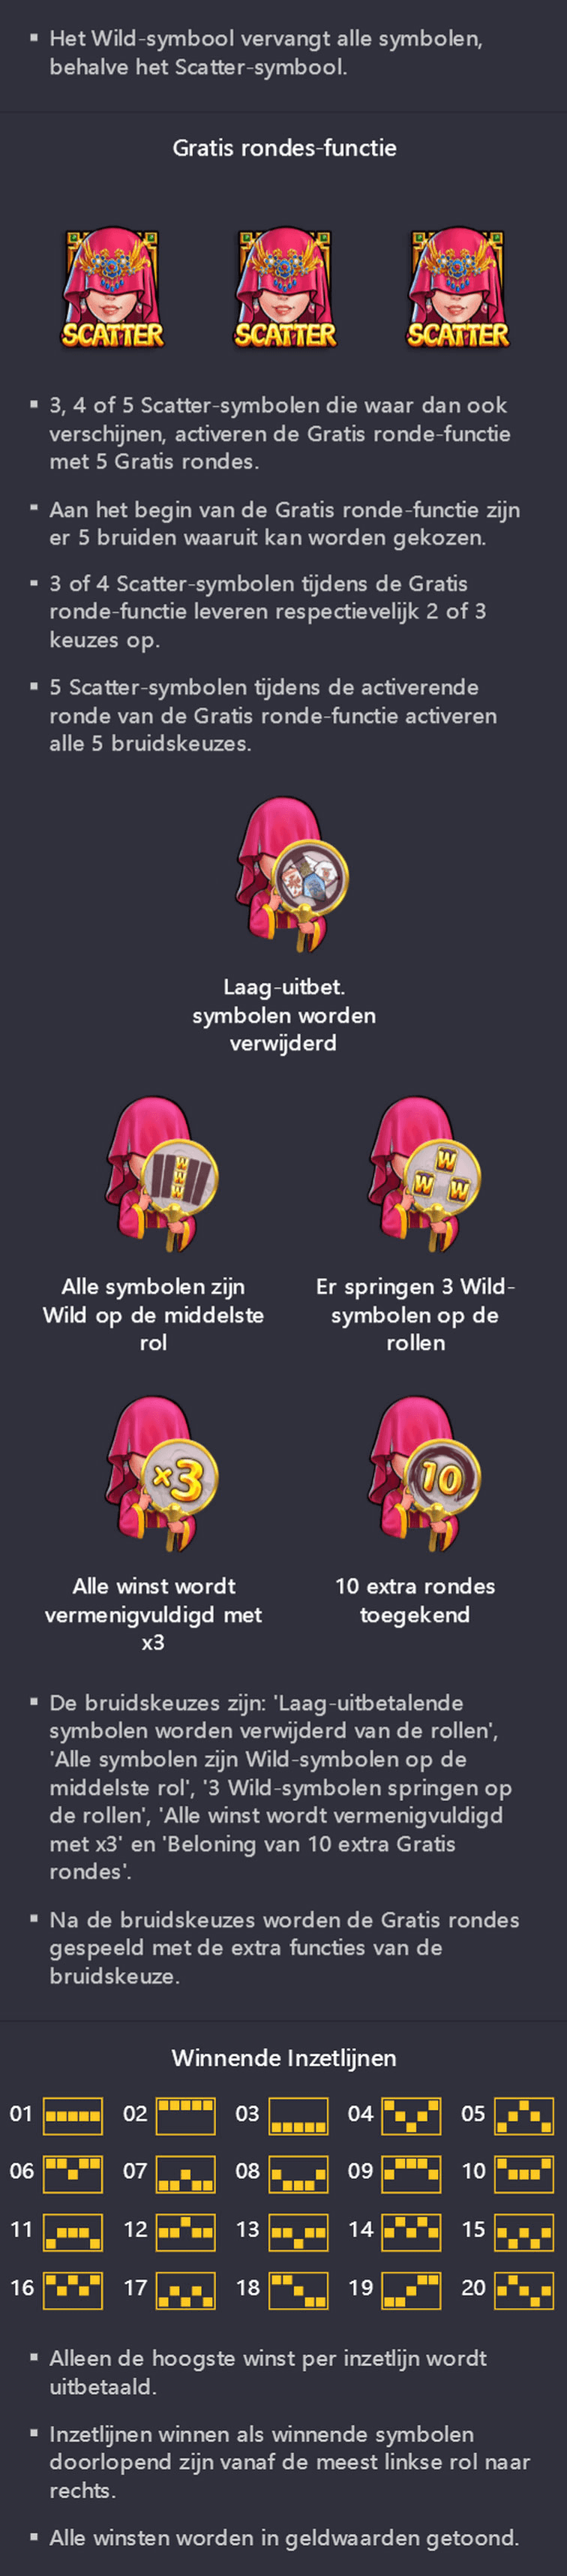 Het Wild-symbool vervangt alle symbolen,
behalve het Scatter-symbool.
Gratis rondes-functie
SCATTER SCATTER SCATTER
3, 4 of 5 Scatter-symbolen die waar dan ook
verschijnen, activeren de Gratis ronde-functie
met 5 Gratis rondes.
Aan het begin van de Gratis ronde-functie zijn
er 5 bruiden waaruit kan worden gekozen.
3 of 4 Scatter-symbolen tijdens de Gratis
ronde-functie leveren respectievelijk 2 of 3
keuzes op.
5 Scatter-symbolen tijdens de activerende
ronde van de Gratis ronde-functie activeren
alle 5 bruidskeuzes.
Laag-uitbet.
symbolen worden
verwijderd
W
W
W
Alle symbolen zijn
Wild op de middelste
rol
W
W W
Er springen 3 Wild-
symbolen op de
rollen
x3
Alle winst wordt
vermenigvuldigd met
x3
10
10 extra rondes
toegekend
De bruidskeuzes zijn: 'Laag-uitbetalende
symbolen worden verwijderd van de rollen',
'Alle symbolen zijn Wild-symbolen op de
middelste rol', '3 Wild-symbolen springen op
de rollen', 'Alle winst wordt vermenigvuldigd
met x3' en 'Beloning van 10 extra Gratis
rondes'.
Na de bruidskeuzes worden de Gratis rondes
gespeeld met de extra functies van de
bruidskeuze.
Winnende Inzetlijnen
01 02 03 04 05
06 07 08 09 10
11 12 13 14 15
16 17 18 19 20
Alleen de hoogste winst per inzetlijn wordt
uitbetaald.
Inzetlijnen winnen als winnende symbolen
doorlopend zijn vanaf de meest linkse rol naar
rechts.
Alle winsten worden in geldwaarden getoond.